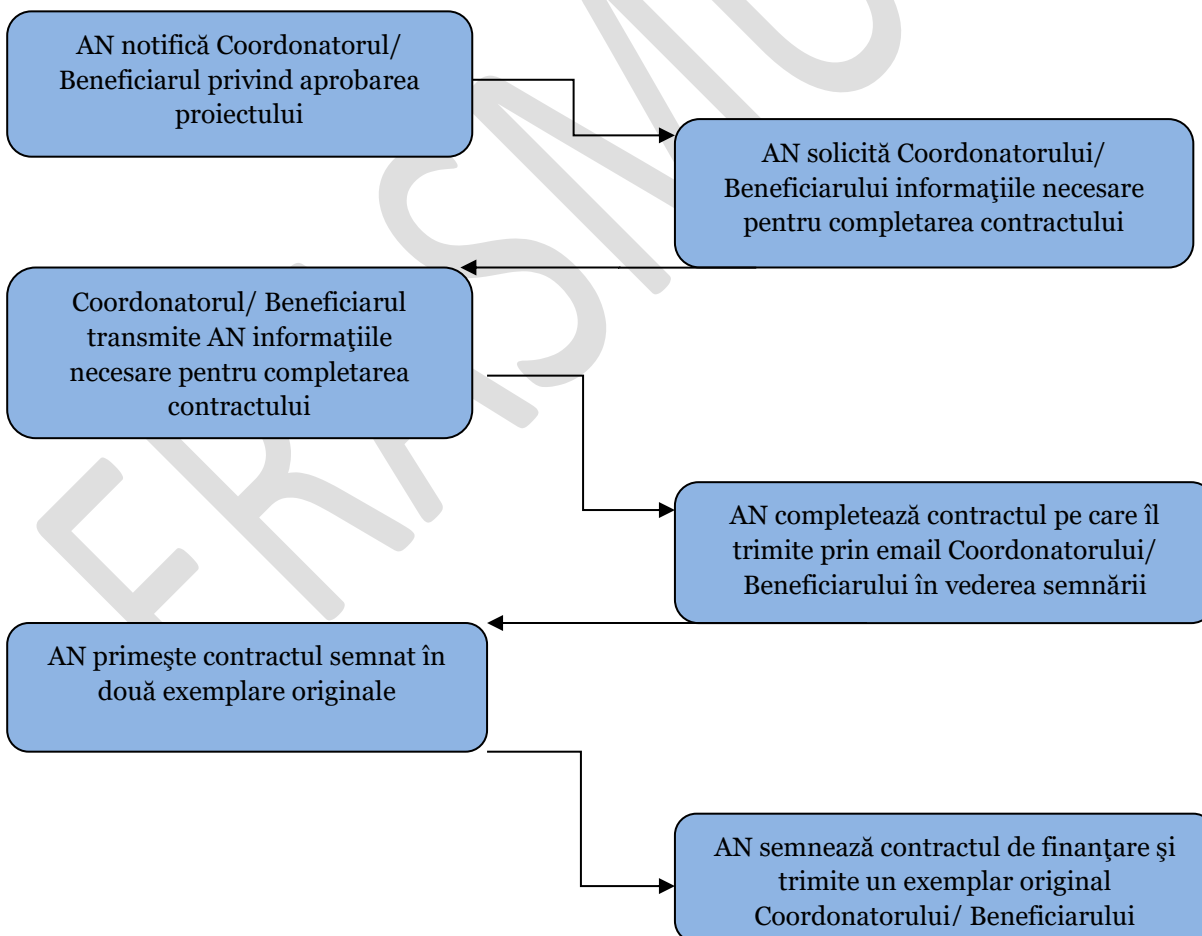 AN notifică Coordonatorul/
Beneficiarul privind aprobarea
proiectului
AN solicită Coordonatorului/
Beneficiarului informaţiile necesare
pentru completarea contractului
Coordonatorul/ Beneficiarul
transmite AN informaţiile
necesare pentru completarea
contractului
AN completează contractul pe care îl
trimite prin email Coordonatorului/
Beneficiarului în vederea semnării
AN primeşte contractul semnat în
două exemplare originale
AN semnează contractul de finanţare şi
trimite un exemplar original
Coordonatorului/ Beneficiarului